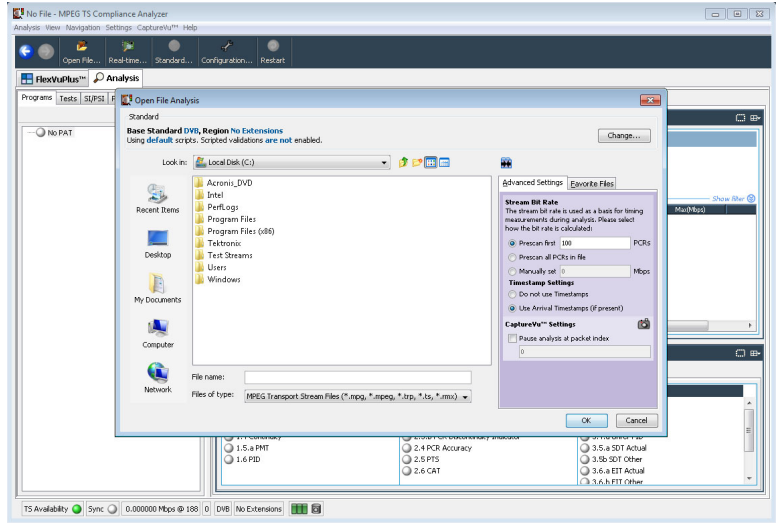 No File - MPEG TS Compliance Analyzer
Analysis View Navigation Settings CaptureVu™ Help
Open File... Real-time... Standard... Configuration... Restart
FlexVuPlus™ Analysis
Programs Tests SI/PSI
No PAT
Open File Analysis
Standard
Base Standard DVB, Region No Extensions
Using default scripts. Scripted validations are not enabled.
Change...
Look in: Local Disk (C:)
Recent Items
Desktop
My Documents
Computer
Network
Acronis_DVD
Intel
PerfLogs
Program Files
Program Files (x86)
Tektronix
Test Streams
Users
Windows
File name:
Files of type: MPEG Transport Stream Files (*.mpg, *.mpeg, *.trp, *.ts, *.rmx)
Advanced Settings Favorite Files
Stream Bit Rate
The stream bit rate is used as a basis for timing
measurements during analysis. Please select
how the bit rate is calculated:
Prescan first 100 PCRs
Prescan all PCRs in file
Manually set 0 Mbps
Timestamp Settings
Do not use Timestamps
Use Arrival Timestamps (if present)
CaptureVu™ Settings
Pause analysis at packet index
0
OK Cancel
Show filter
Max(Mbps)
1.5.a PMT
1.6 PID
2.4 PCR Accuracy
2.5 PTS
2.6 CAT
3.5.a SDT Actual
3.5b SDT Other
3.6.a EIT Actual
3.6.b EIT Other
TS Availability Sync 0.000000 Mbps @ 188 0 DVB No Extensions